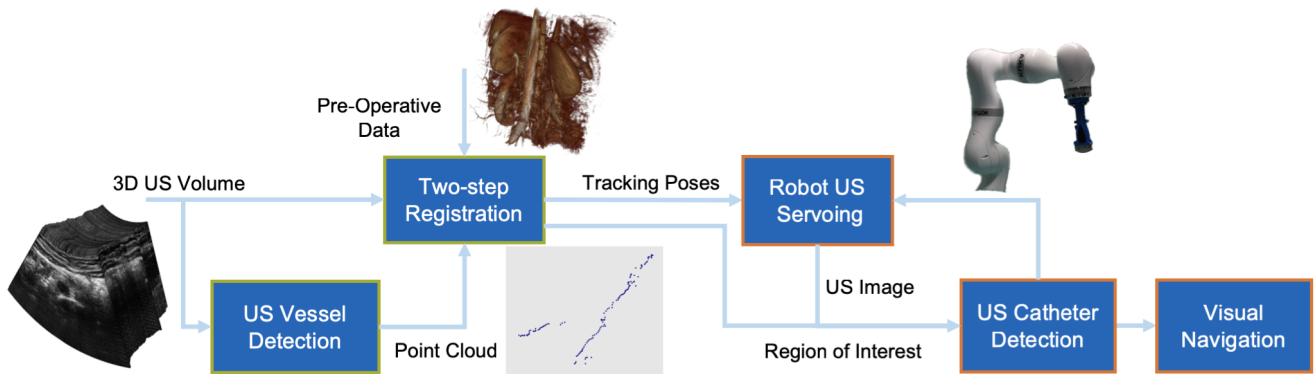 Pre-Operative
Data
3D US Volume
Two-step
Registration
Tracking Poses
Robot US
Servoing
US Vessel
Detection
Point Cloud
US Image
Region of Interest
US Catheter
Detection
Visual
Navigation